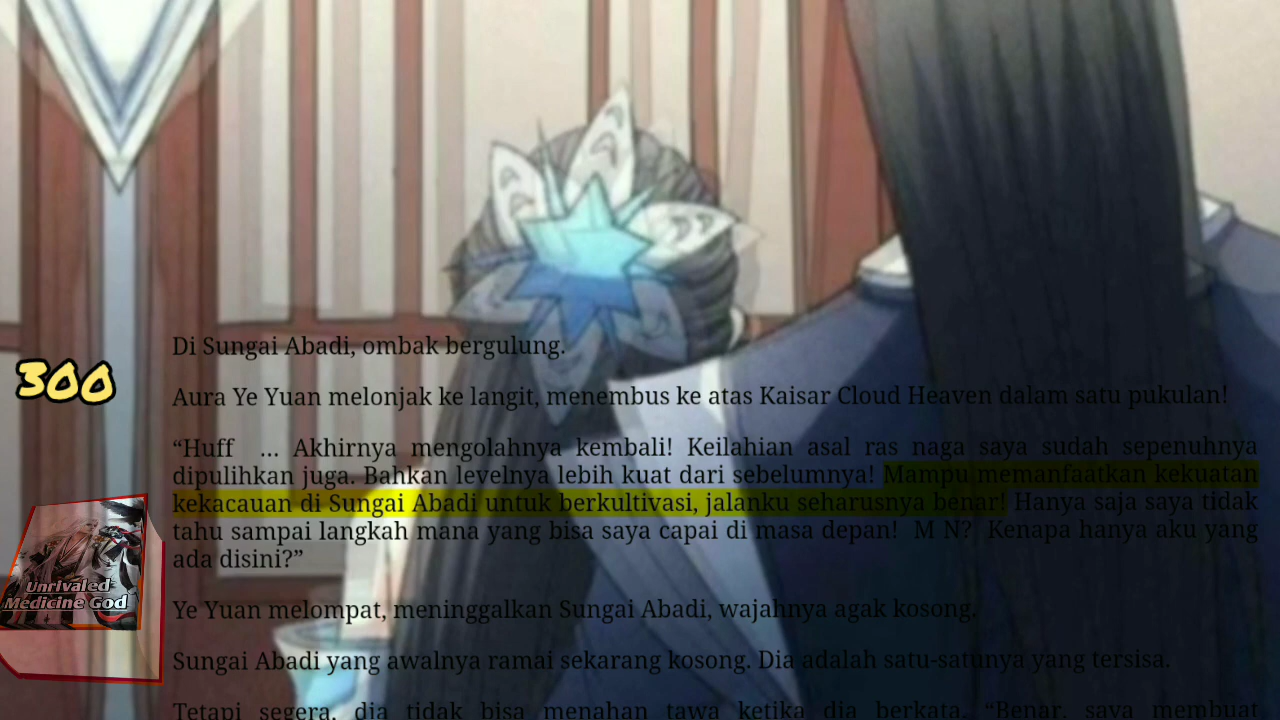 Di Sungai Abadi, ombak bergulung.
300
Aura Ye Yuan melonjak ke langit, menembus ke atas Kaisar Cloud Heaven dalam satu pukulan!
“Huff ... Akhirnya mengolahnya kembali! Keilahian asal ras naga saya sudah sepenuhnya
dipulihkan juga. Bahkan levelnya lebih kuat dari sebelumnya! Mampu memanfaatkan kekuatan
kekacauan di Sungai Abadi untuk berkultivasi, jalanku seharusnya benar! Hanya saja saya tidak
tahu sampai langkah mana yang bisa saya capai di masa depan! M N? Kenapa hanya aku yang
ada disini?”
Unrivaled
Medicine God
Ye Yuan melompat, meninggalkan Sungai Abadi, wajahnya agak kosong.
Sungai Abadi yang awalnya ramai sekarang kosong. Dia adalah satu-satunya yang tersisa.
Tetapi segera, dia tidak bisa menahan tawa ketika dia berkata, “Benar, saya membuat